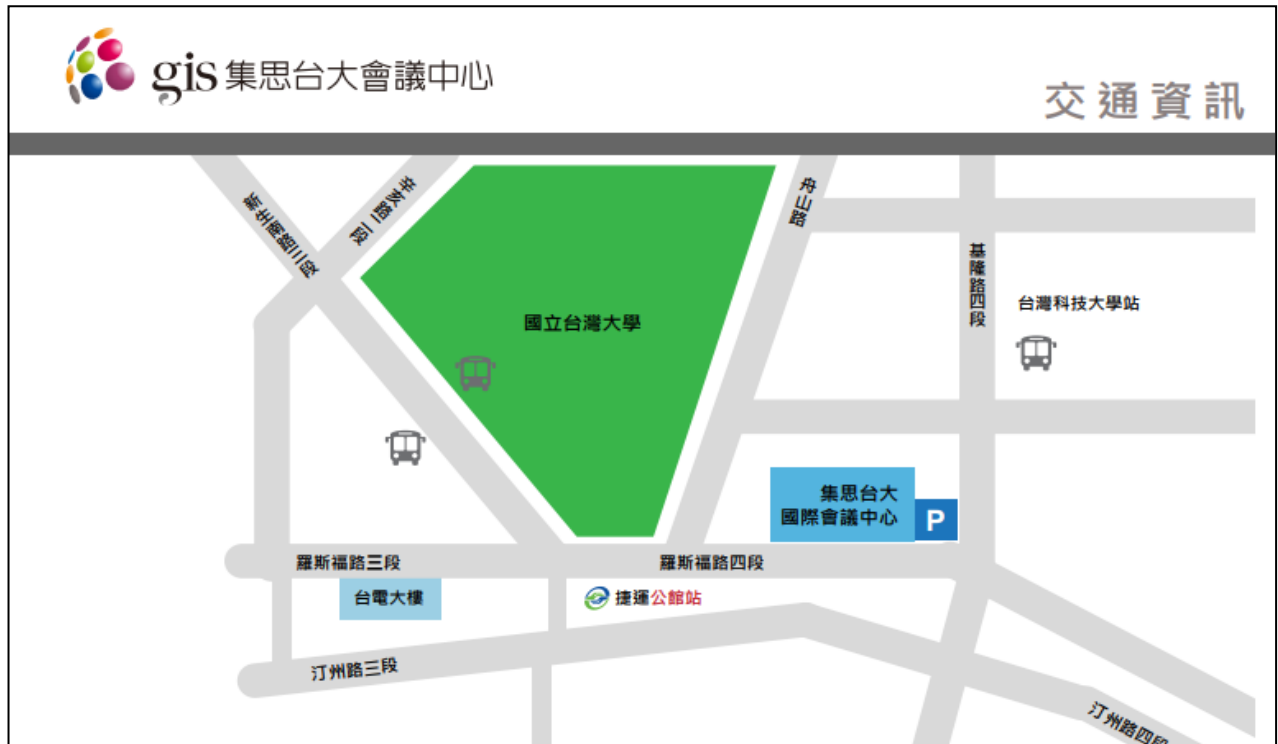 gis 集思台大會議中心
交通資訊
新生南路三段
辛亥路二段
舟山路
基隆路四段
國立台灣大學
台灣科技大學站
集思台大
國際會議中心
P
羅斯福路三段
羅斯福路四段
台電大樓
捷運公館站
汀州路三段
汀州路四段